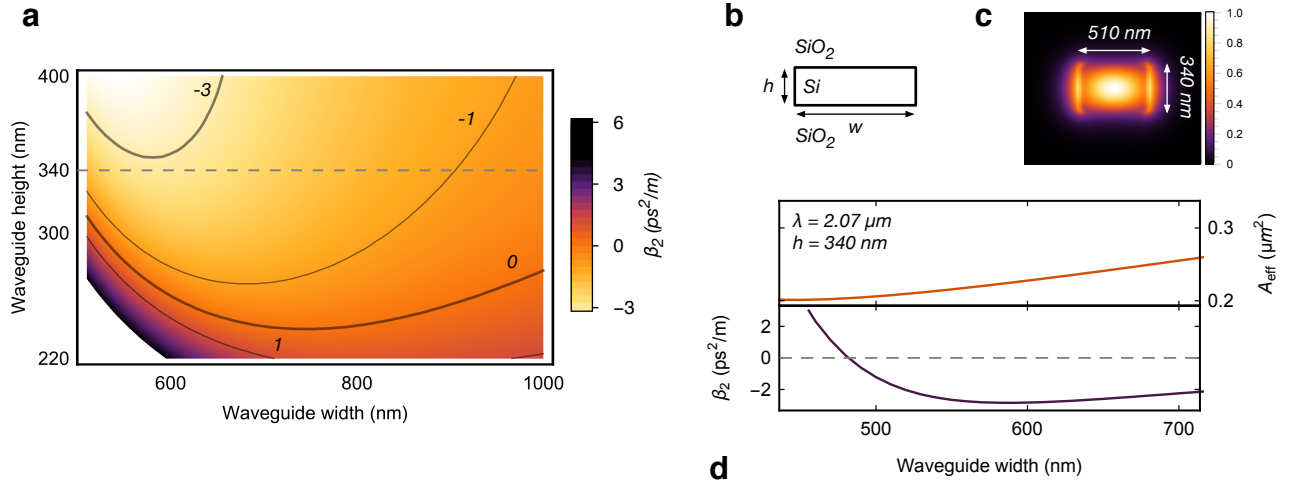 a
400
340
300
220
Waveguide height (nm)
-3
-1
0
1
600
800
1000
Waveguide width (nm)
6
3
0
−3
β2 (ps²/m)
b
SiO2
h
Si
w
SiO2
c
510 nm
340 nm
1.0
0.8
0.6
0.4
0.2
0
λ = 2.07 μm
h = 340 nm
0.3
0.2
Aeff (μm²)
2
0
−2
β2 (ps²/m)
500
600
700
Waveguide width (nm)
d